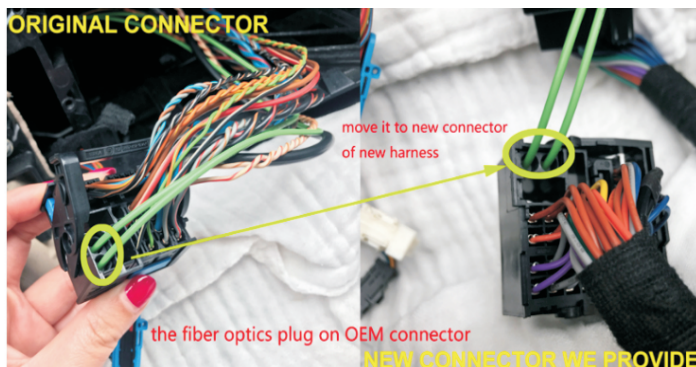 ORIGINAL CONNECTOR
move it to new connector
of new harness
the fiber optics plug on OEM connector
NEW CONNECTOR WE PROVIDE